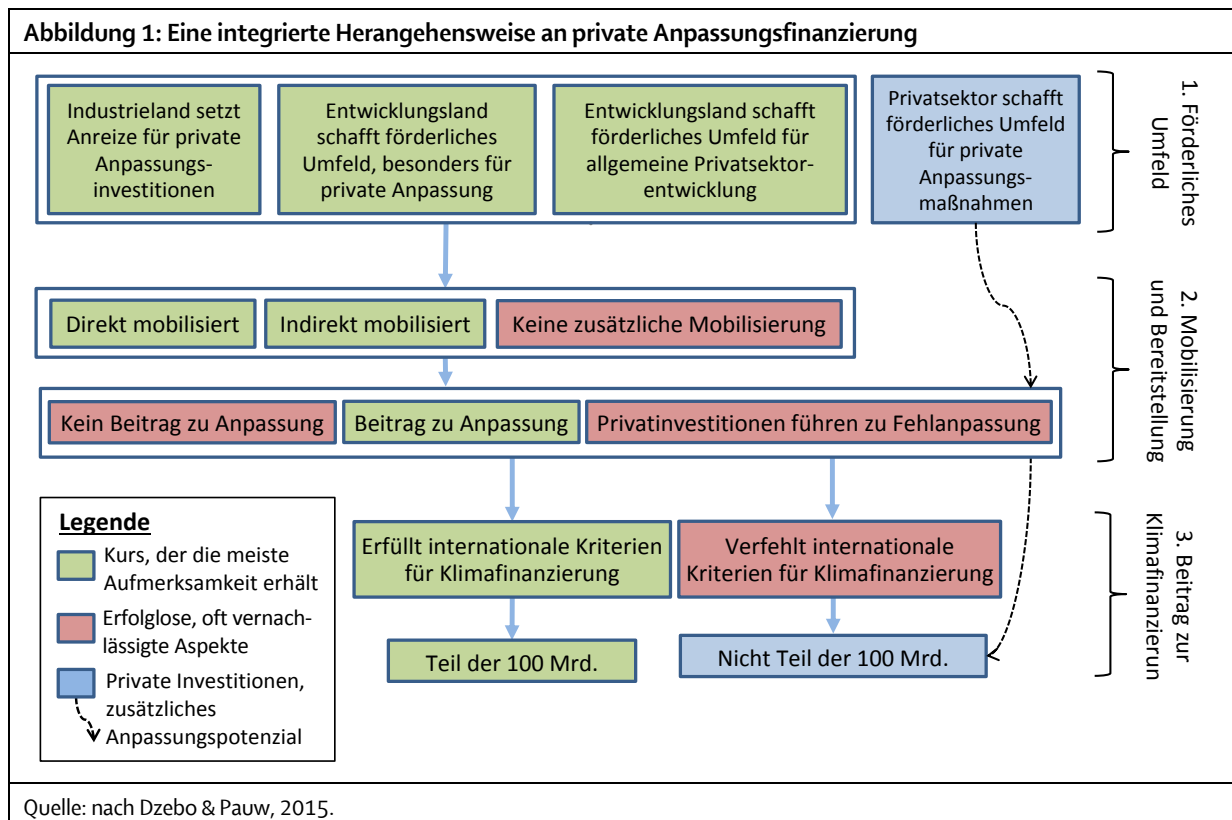 Abbildung 1: Eine integrierte Herangehensweise an private Anpassungsfinanzierung
Industrieland setzt
Anreize für private
Anpassungs-
investitionen
Entwicklungsland
schafft förderliches
Umfeld, besonders für
private Anpassung
Entwicklungsland schafft
förderliches Umfeld für
allgemeine Privatsektor-
entwicklung
Privatsektor schafft
förderliches Umfeld
für private
Anpassungs-
maßnahmen
1. Förderliches
Umfeld
Direkt mobilisiert
Indirekt mobilisiert
Keine zusätzliche Mobilisierung
Kein Beitrag zu Anpassung
Beitrag zu Anpassung
Privatinvestitionen führen zu Fehlanpassung
2. Mobilisierung
und Bereitstellung
Erfüllt internationale Kriterien
für Klimafinanzierung
Verfehlt internationale
Kriterien für Klimafinanzierung
Teil der 100 Mrd.
Nicht Teil der 100 Mrd.
3. Beitrag zur
Klimafinanzierun
Legende
Kurs, der die meiste
Aufmerksamkeit erhält
Erfolglose, oft vernach-
lässigte Aspekte
Private Investitionen,
zusätzliches
Anpassungspotenzial
Quelle: nach Dzebo & Pauw, 2015.